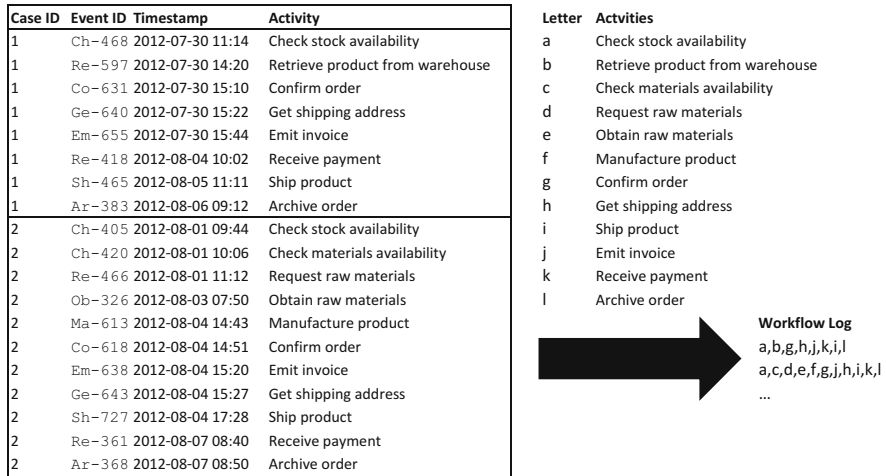 Case ID Event ID Timestamp Activity
1 Ch-468 2012-07-30 11:14 Check stock availability
1 Re-597 2012-07-30 14:20 Retrieve product from warehouse
1 Co-631 2012-07-30 15:10 Confirm order
1 Ge-640 2012-07-30 15:22 Get shipping address
1 Em-655 2012-07-30 15:44 Emit invoice
1 Re-418 2012-08-04 10:02 Receive payment
1 Sh-465 2012-08-05 11:11 Ship product
1 Ar-383 2012-08-06 09:12 Archive order
2 Ch-405 2012-08-01 09:44 Check stock availability
2 Ch-420 2012-08-01 10:06 Check materials availability
2 Re-466 2012-08-01 11:12 Request raw materials
2 Ob-326 2012-08-03 07:50 Obtain raw materials
2 Ma-613 2012-08-04 14:43 Manufacture product
2 Co-618 2012-08-04 14:51 Confirm order
2 Em-638 2012-08-04 15:20 Emit invoice
2 Ge-643 2012-08-04 15:27 Get shipping address
2 Sh-727 2012-08-04 17:28 Ship product
2 Re-361 2012-08-07 08:40 Receive payment
2 Ar-368 2012-08-07 08:50 Archive order
Letter Actvities
a Check stock availability
b Retrieve product from warehouse
c Check materials availability
d Request raw materials
e Obtain raw materials
f Manufacture product
g Confirm order
h Get shipping address
i Ship product
j Emit invoice
k Receive payment
l Archive order
Workflow Log
a,b,g,h,j,k,i,l
a,c,d,e,f,g,j,h,i,k,l
...